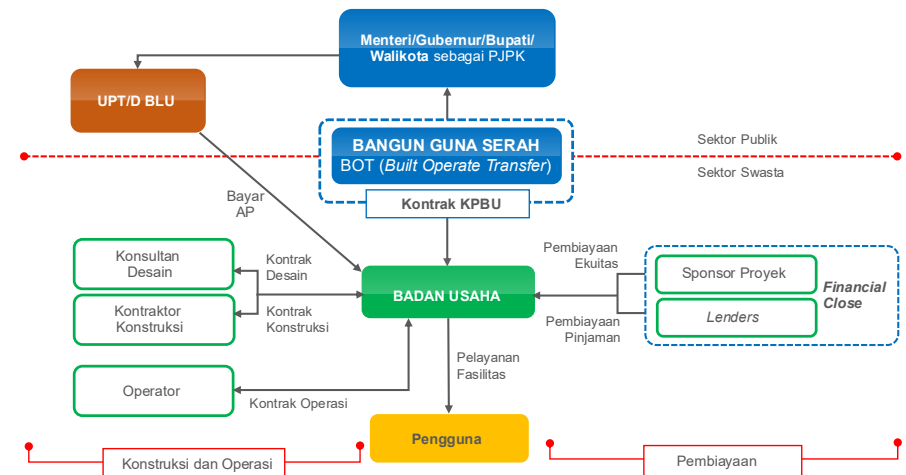 Menteri/Gubernur/Bupati/
Walikota sebagai PJPK
UPT/D BLU
BANGUN GUNA SERAH
BOT (Built Operate Transfer)
Kontrak KPBU
Sektor Publik
Sektor Swasta
Bayar
AP
Konsultan
Desain
Kontrak
Desain
Kontraktor
Konstruksi
Kontrak
Konstruksi
BADAN USAHA
Pembiayaan
Ekuitas
Pembiayaan
Pinjaman
Sponsor Proyek
Lenders
Financial
Close
Operator
Kontrak Operasi
Pelayanan
Fasilitas
Pengguna
Konstruksi dan Operasi
Pembiayaan